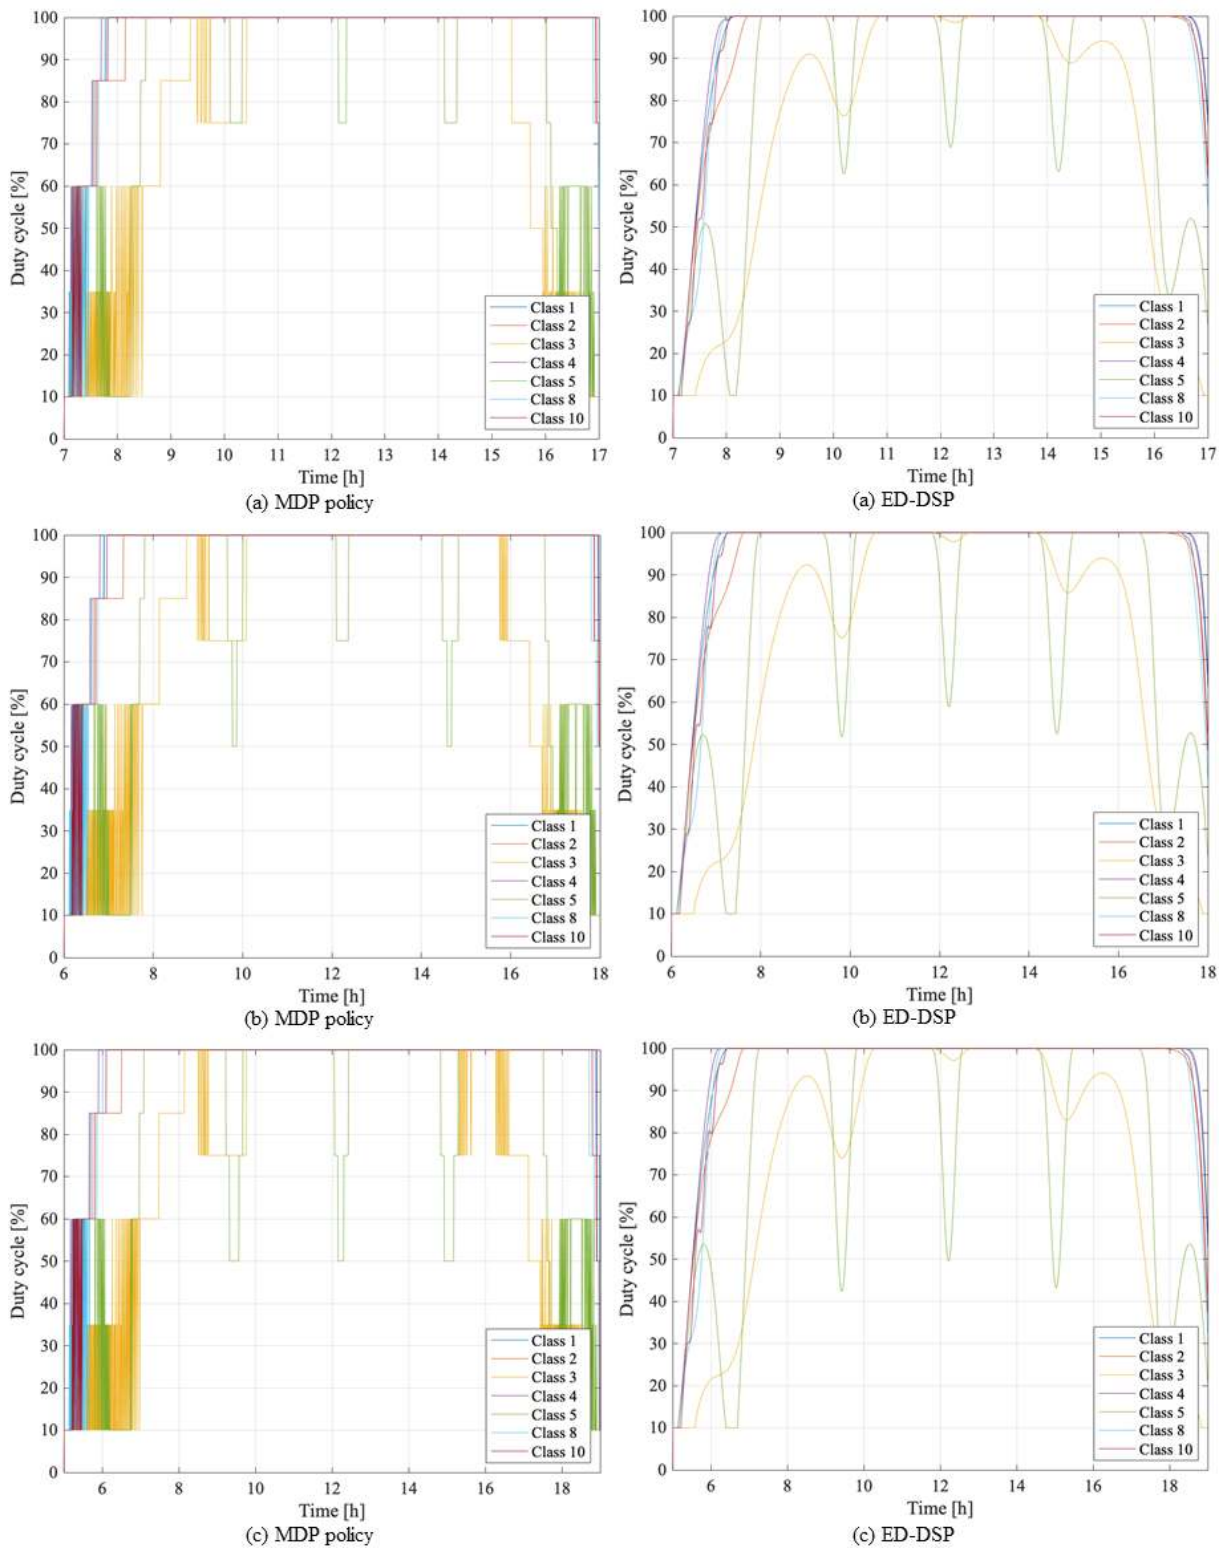 100
90
80
70
60
50
40
30
20
10
0
Duty cycle [%]
Class 1
Class 2
Class 3
Class 4
Class 5
Class 8
Class 10
7 8 9 10 11 12 13 14 15 16 17
Time [h]
(a) MDP policy
100
90
80
70
60
50
40
30
20
10
0
Duty cycle [%]
Class 1
Class 2
Class 3
Class 4
Class 5
Class 8
Class 10
7 8 9 10 11 12 13 14 15 16 17
Time [h]
(a) ED-DSP
100
90
80
70
60
50
40
30
20
10
0
Duty cycle [%]
Class 1
Class 2
Class 3
Class 4
Class 5
Class 8
Class 10
6 8 10 12 14 16 18
Time [h]
(b) MDP policy
100
90
80
70
60
50
40
30
20
10
0
Duty cycle [%]
Class 1
Class 2
Class 3
Class 4
Class 5
Class 8
Class 10
6 8 10 12 14 16 18
Time [h]
(b) ED-DSP
100
90
80
70
60
50
40
30
20
10
0
Duty cycle [%]
Class 1
Class 2
Class 3
Class 4
Class 5
Class 8
Class 10
6 8 10 12 14 16 18
Time [h]
(c) MDP policy
100
90
80
70
60
50
40
30
20
10
0
Duty cycle [%]
Class 1
Class 2
Class 3
Class 4
Class 5
Class 8
Class 10
6 8 10 12 14 16 18
Time [h]
(c) ED-DSP